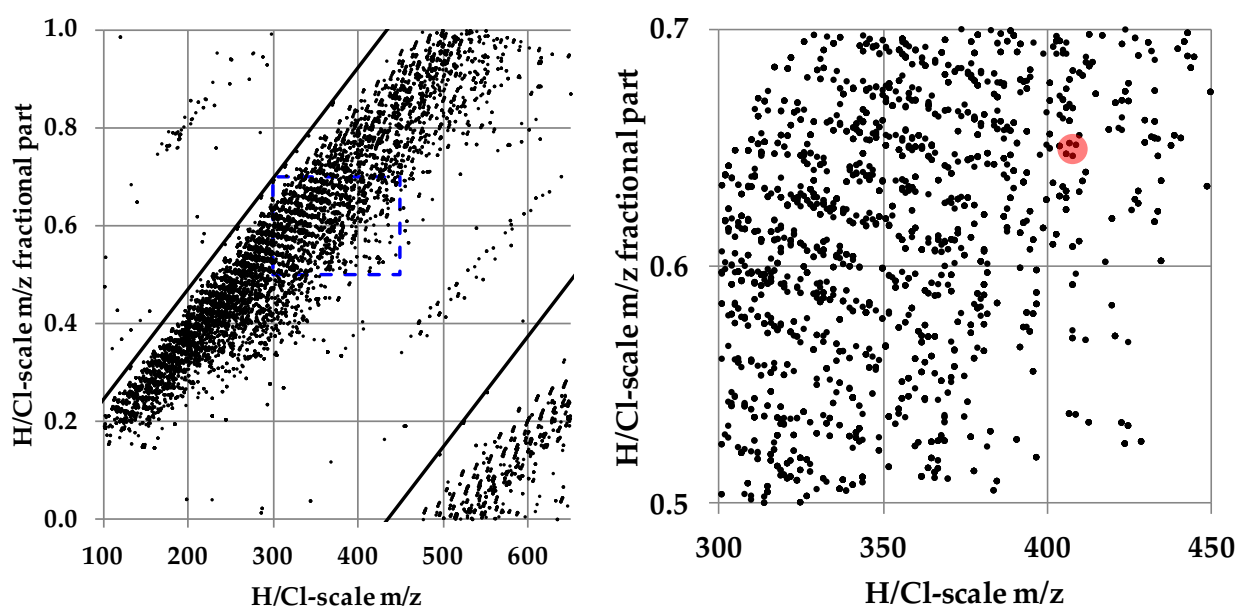 H/Cl-scale m/z fractional part
1.0
0.8
0.6
0.4
0.2
0.0
100 200 300 400 500 600
H/Cl-scale m/z
H/Cl-scale m/z fractional part
0.7
0.6
0.5
300 350 400 450
H/Cl-scale m/z